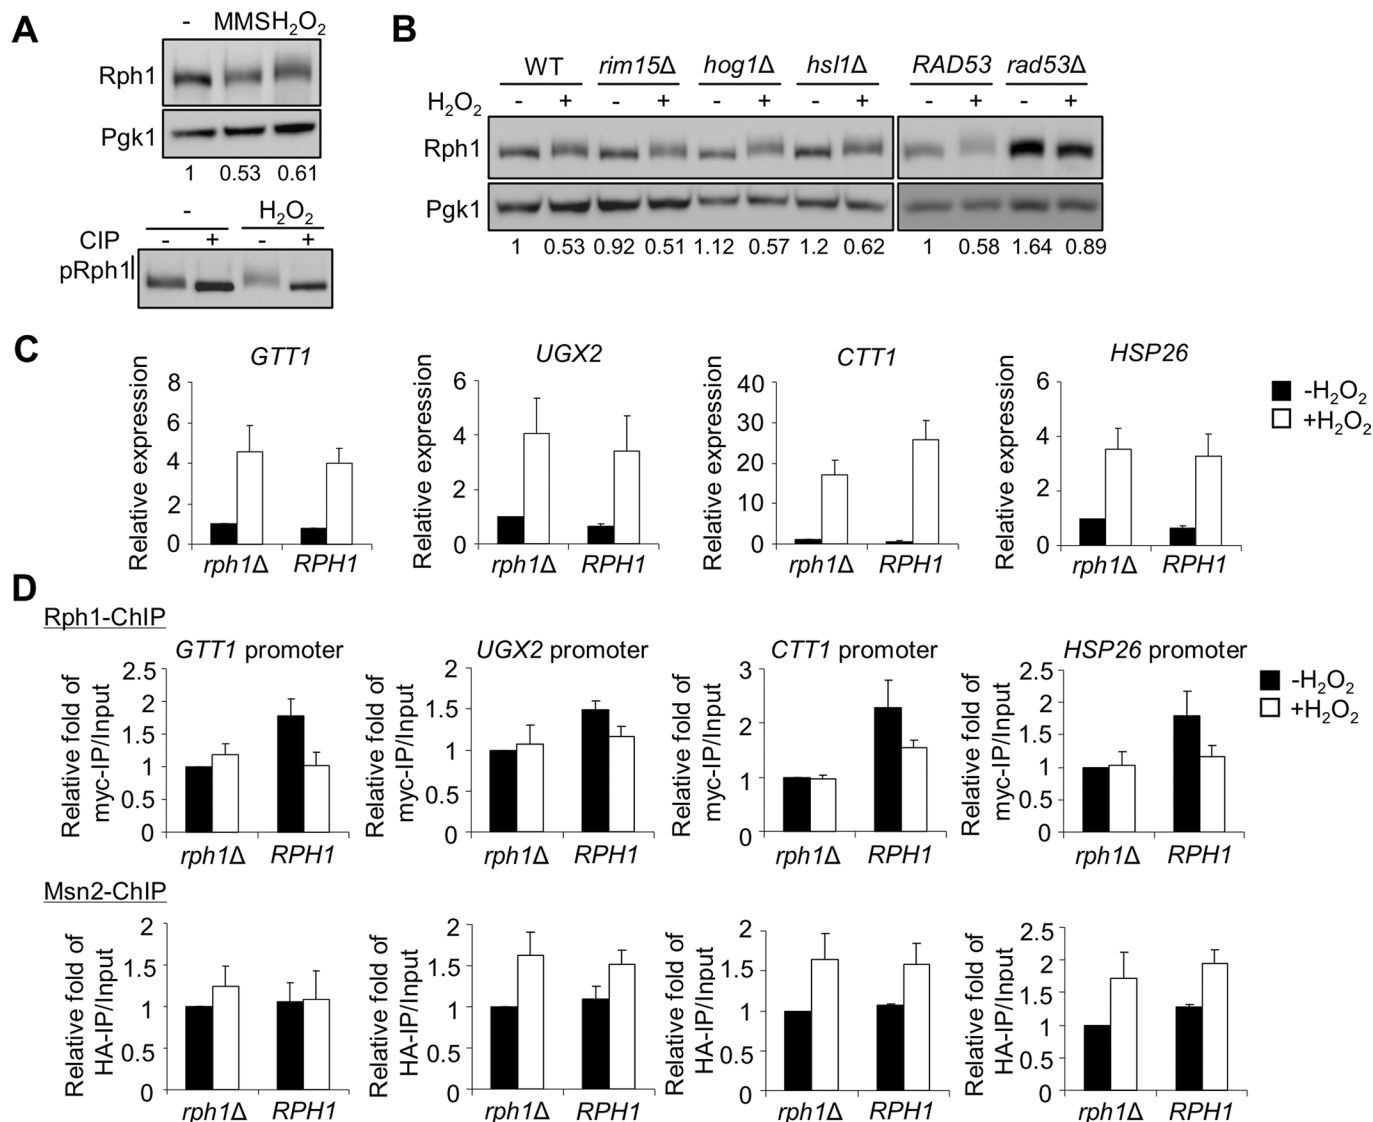 A
- MMSH₂O₂
Rph1
Pgk1
1 0.53 0.61
- H₂O₂
CIP - + - +
pRph1
B
WT rim15Δ hog1Δ hsl1Δ RAD53 rad53Δ
H₂O₂ - + - + - + - + - + - +
Rph1
Pgk1
1 0.53 0.92 0.51 1.12 0.57 1.2 0.62 1 0.58 1.64 0.89
C
GTT1
Relative expression
8
6
4
2
0
rph1Δ RPH1
UGX2
Relative expression
6
4
2
0
rph1Δ RPH1
CTT1
Relative expression
40
30
20
10
0
rph1Δ RPH1
HSP26
Relative expression
6
4
2
0
rph1Δ RPH1
-H₂O₂
+H₂O₂
D
Rph1-ChIP
GTT1 promoter
Relative fold of
myc-IP/Input
2.5
2
1.5
1
0.5
0
rph1Δ RPH1
UGX2 promoter
Relative fold of
myc-IP/Input
2
1.5
1
0.5
0
rph1Δ RPH1
CTT1 promoter
Relative fold of
myc-IP/Input
3
2
1
0
rph1Δ RPH1
HSP26 promoter
Relative fold of
myc-IP/Input
2.5
2
1.5
1
0.5
0
rph1Δ RPH1
-H₂O₂
+H₂O₂
Msn2-ChIP
Relative fold of
HA-IP/Input
2
1.5
1
0.5
0
rph1Δ RPH1
Relative fold of
HA-IP/Input
2
1.5
1
0.5
0
rph1Δ RPH1
Relative fold of
HA-IP/Input
2
1.5
1
0.5
0
rph1Δ RPH1
Relative fold of
HA-IP/Input
2.5
2
1.5
1
0.5
0
rph1Δ RPH1